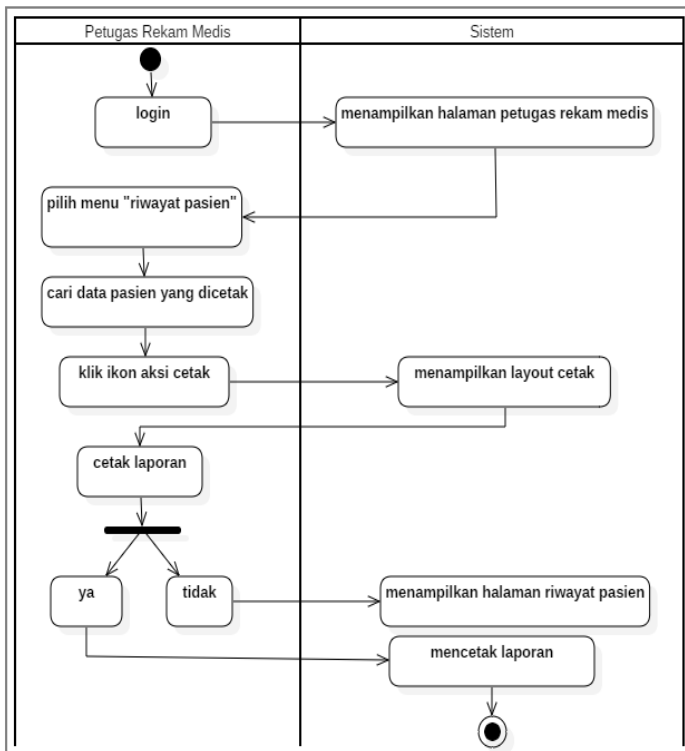 Petugas Rekam Medis
Sistem
login
menampilkan halaman petugas rekam medis
pilih menu "riwayat pasien"
cari data pasien yang dicetak
klik ikon aksi cetak
menampilkan layout cetak
cetak laporan
ya
tidak
menampilkan halaman riwayat pasien
mencetak laporan